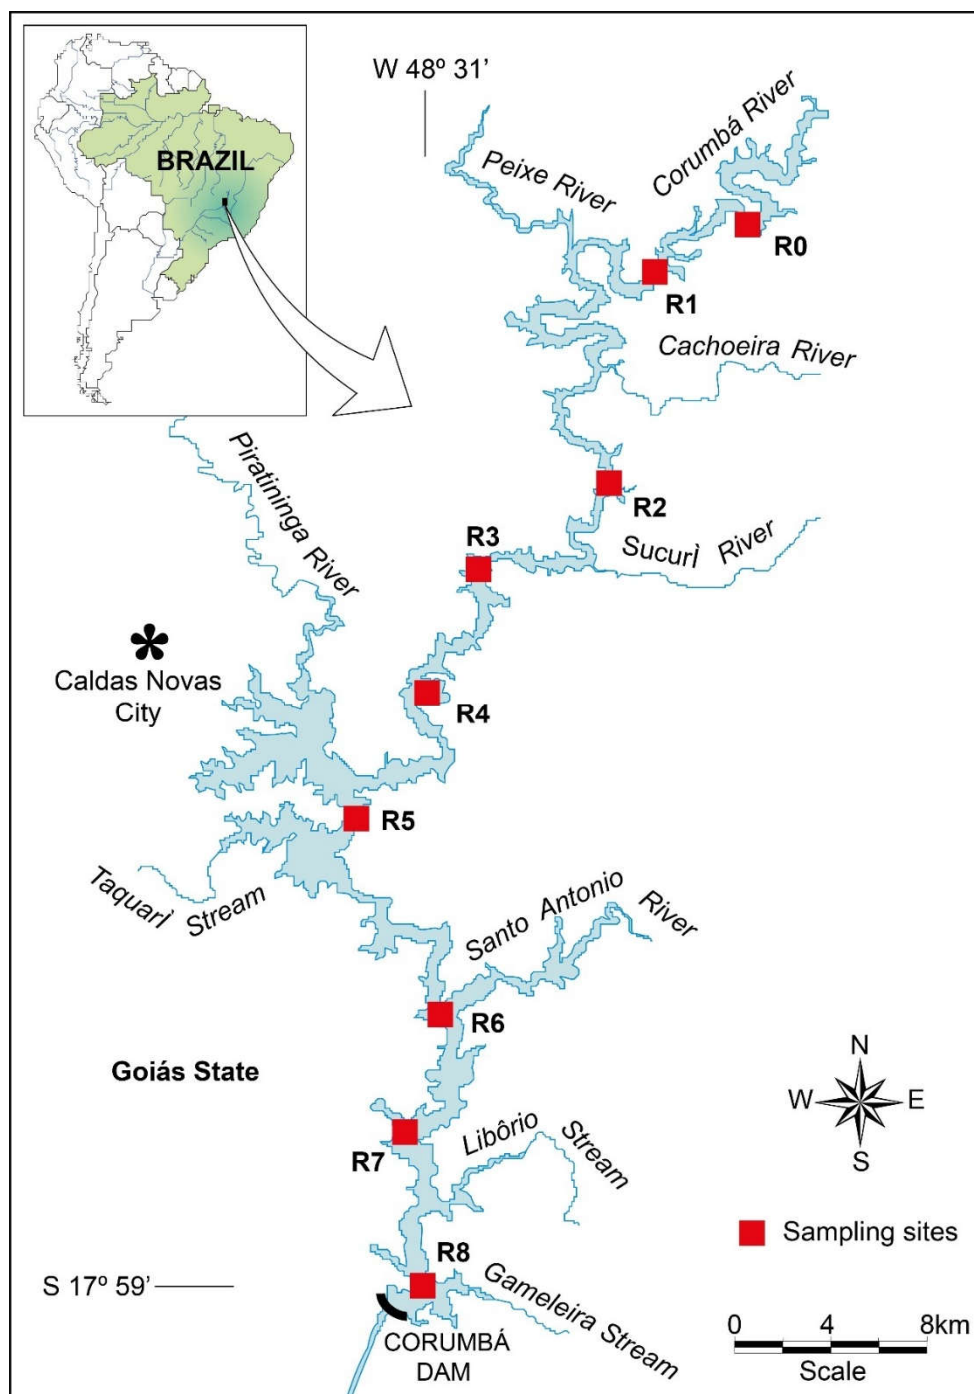 W 48º 31'
BRAZIL
Peixe River
Corumbá River
R0
R1
Cachoeira River
Piratininga River
R2
R3
SucurÌ River
Caldas Novas
City
R4
R5
TaquarÌ Stream
Santo Antonio River
R6
Goiás State
N
W
E
S
Libôrio Stream
R7
Sampling sites
R8
S 17º 59'
Gameleira Stream
CORUMBÁ
DAM
0 4 8km
Scale